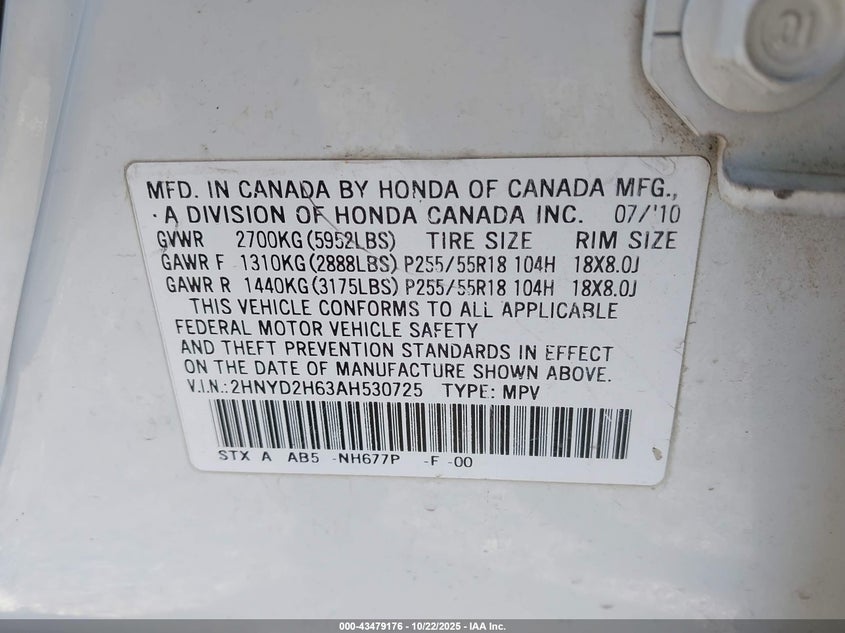 01
MFD. IN CANADA BY HONDA OF CANADA MFG.,
A DIVISION OF HONDA CANADA INC. 07/'10
GVWR 2700KG(5952LBS) TIRE SIZE RIM SIZE
GAWR F 1310KG(2888LBS) P255/55R18 104H 18X8.0J
GAWR R 1440KG(3175LBS) P255/55R18 104H 18X8.0J
THIS VEHICLE CONFORMS TO ALL APPLICABLE
FEDERAL MOTOR VEHICLE SAFETY
AND THEFT PREVENTION STANDARDS IN EFFECT
ON THE DATE OF MANUFACTURE SHOWN ABOVE.
V.I.N.:2HNYD2H63AH530725 TYPE: MPV
STX A AB5 -NH677P -F -00
000-43479176 - 10/22/2025 - IAA Inc.